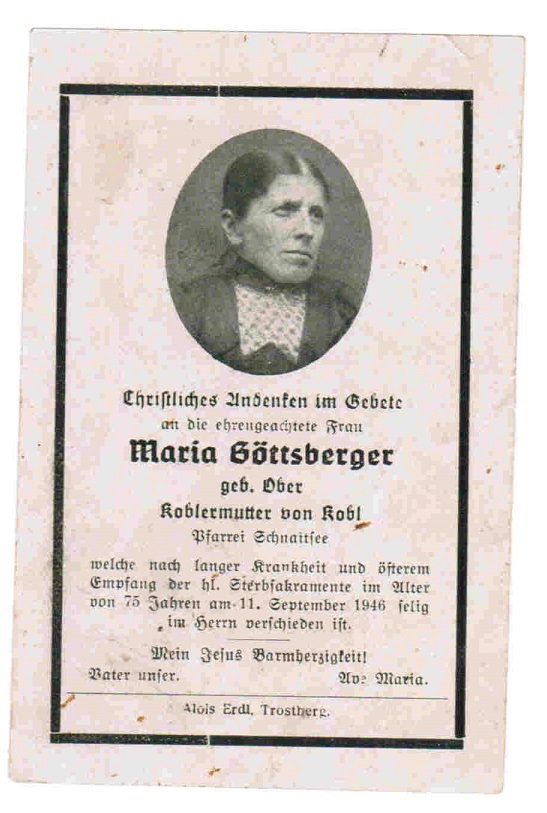 Christliches Andenken im Gebete
an die ehrengeachtete Frau
Maria Göttsberger
geb. Ober
Koblermutter von Kobl
Pfarrei Schnaitsee
welche nach langer Krankheit und öfterem
Empfang der hl. Sterbsakramente im Alter
von 75 Jahren am 11. September 1946 selig
im Herrn verschieden ist.
Mein Jesus Barmherzigkeit!
Vater unser. Ave Maria.
Alois Erdl, Trostberg.